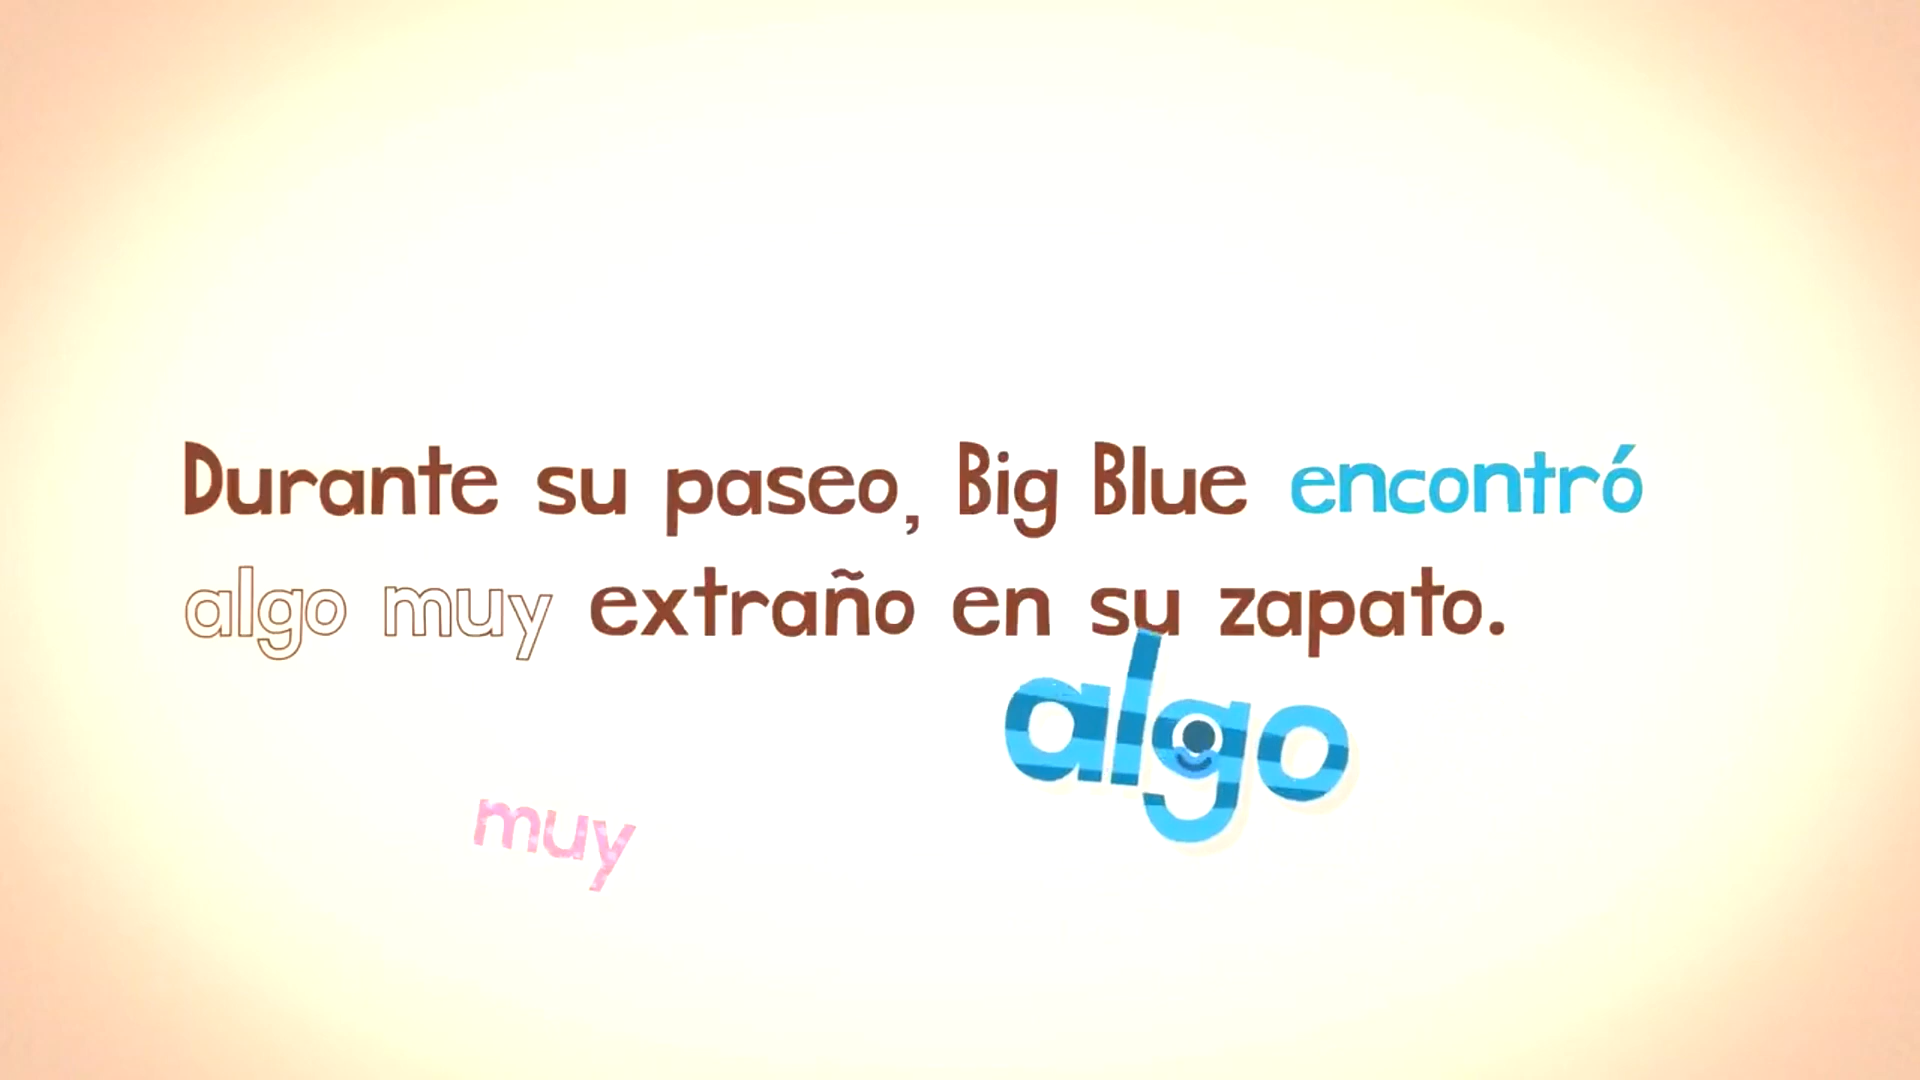 Durante su paseo, Big Blue encontró
algo muy extraño en su zapato.
algo
muy